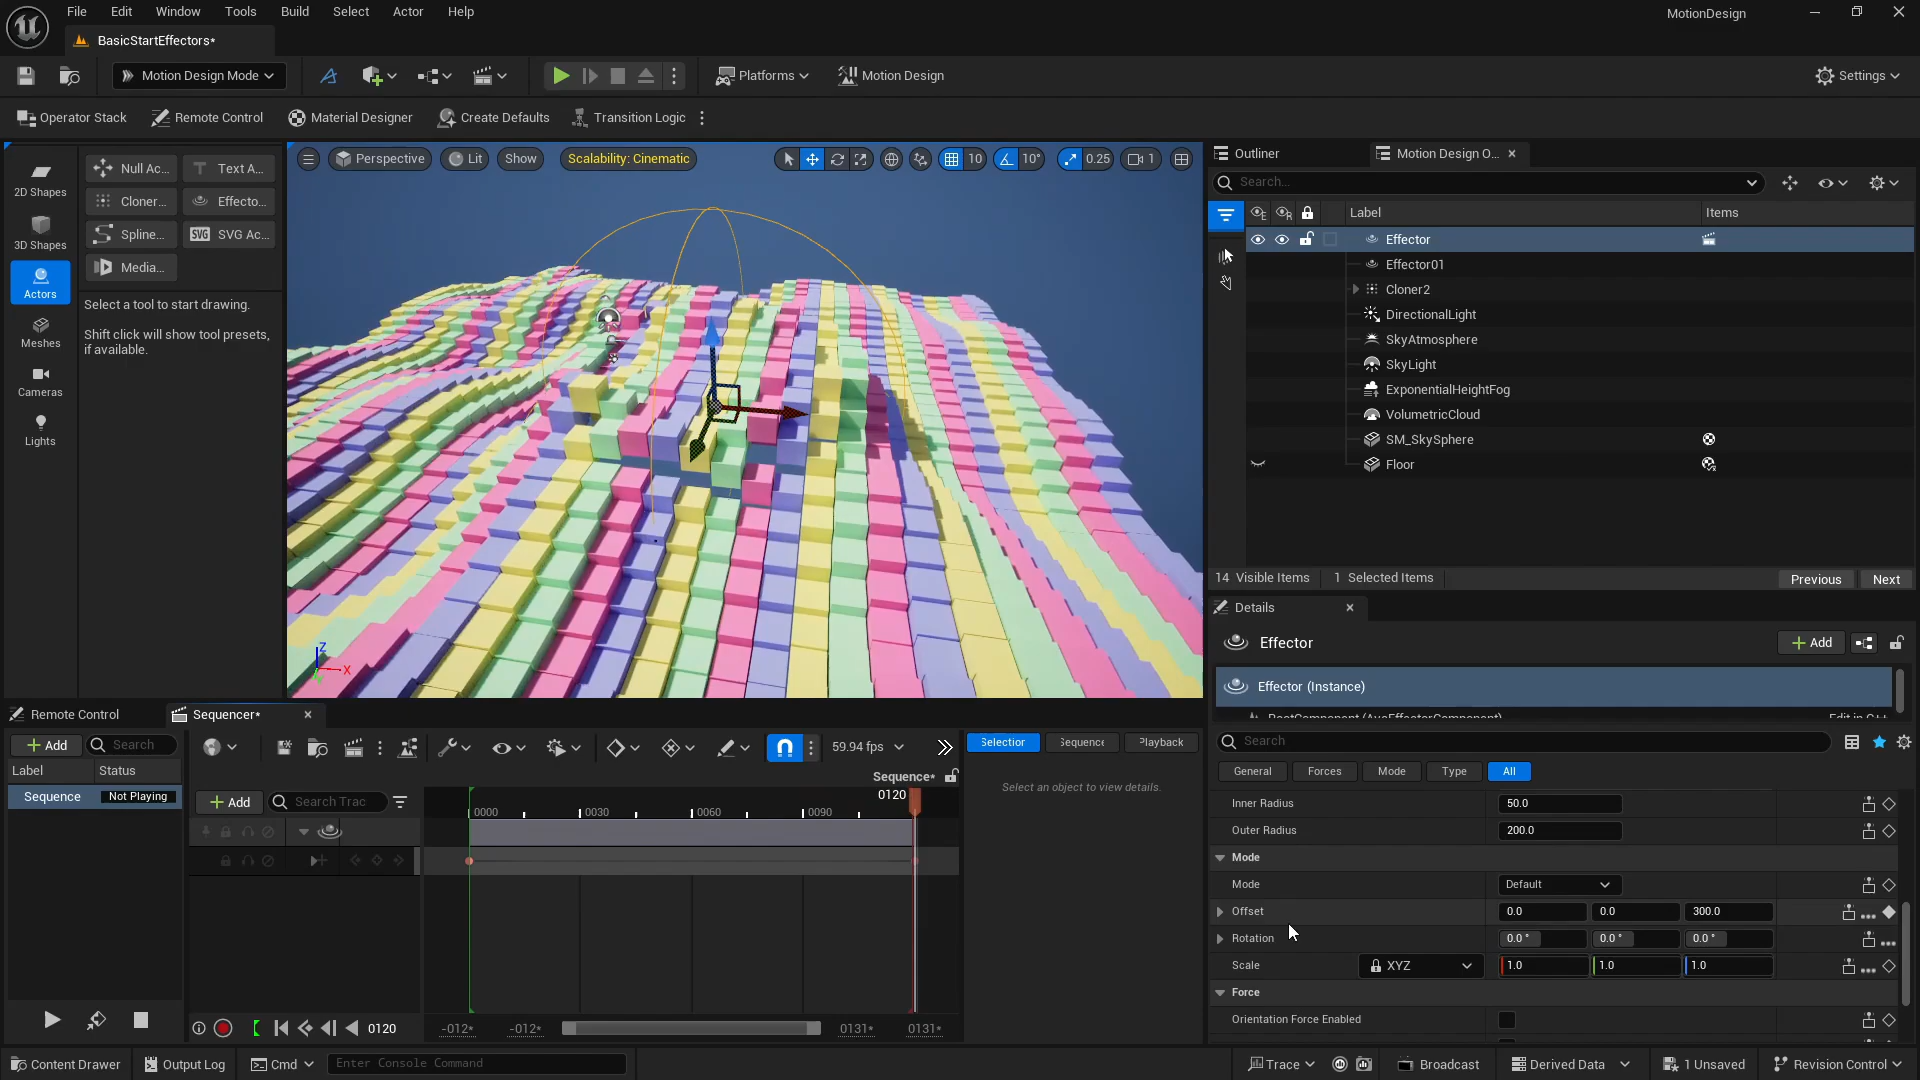 File Edit Window Tools Build Select Actor Help
MotionDesign
BasicStartEffectors*
Motion Design Mode
Platforms
Motion Design
Settings
Operator Stack
Remote Control
Material Designer
Create Defaults
Transition Logic
2D Shapes
3D Shapes
Actors
Meshes
Cameras
Lights
Null Ac...
Text A...
Cloner...
Effecto...
Spline...
SVG SVG Ac...
Media...
Select a tool to start drawing.
Shift click will show tool presets,
if available.
Perspective
Lit
Show
Scalability: Cinematic
10
10°
0.25
1
Z
X
Y
Outliner
Motion Design O...
Search...
Label
Items
Effector
Effector01
Cloner2
DirectionalLight
SkyAtmosphere
SkyLight
ExponentialHeightFog
VolumetricCloud
SM_SkySphere
Floor
14 Visible Items
1 Selected Items
Previous
Next
Details
Effector
Add
Effector (Instance)
RootComponent (AvaEffectorComponent)
Edit in C++
Search
General
Forces
Mode
Type
All
Inner Radius 50.0
Outer Radius 200.0
Mode
Mode Default
Offset 0.0 0.0 300.0
Rotation 0.0 ° 0.0 ° 0.0 °
Scale XYZ 1.0 1.0 1.0
Force
Orientation Force Enabled
Remote Control
Sequencer*
Add
Search
Label Status
Sequence Not Playing
59.94 fps
Sequence*
Add
Search Trac
0120
0000 0030 0060 0090
0120
-012* -012*
0131* 0131*
Selection
Sequence
Playback
Select an object to view details.
Content Drawer
Output Log
Cmd
Enter Console Command
Trace
Broadcast
Derived Data
1 Unsaved
Revision Control